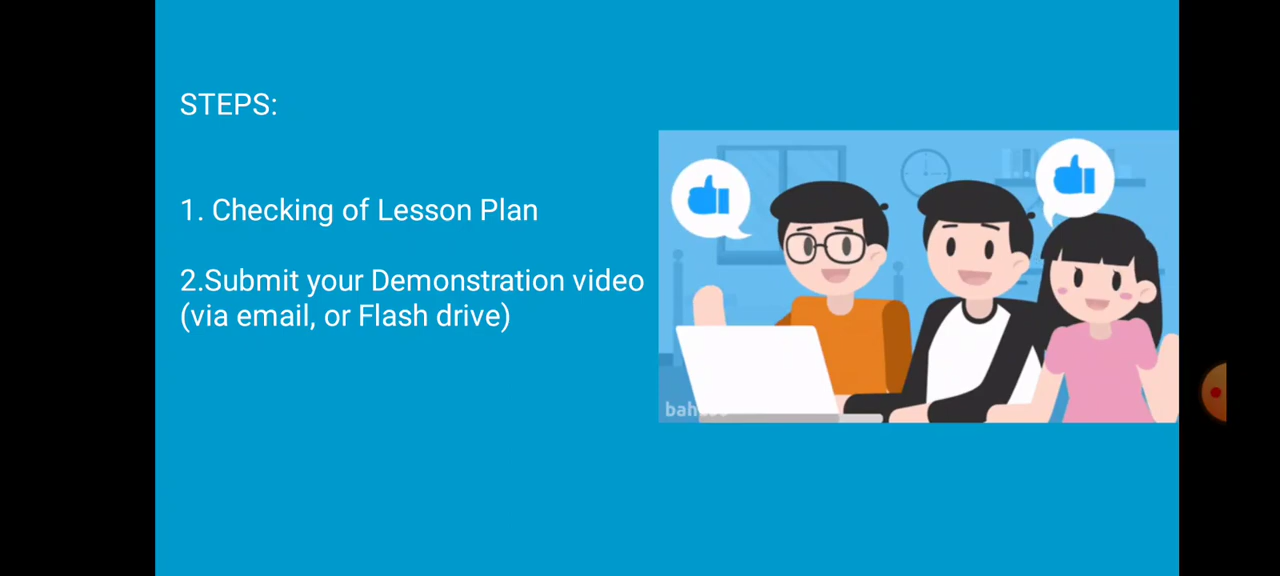 STEPS:
1. Checking of Lesson Plan
2.Submit your Demonstration video
(via email, or Flash drive)